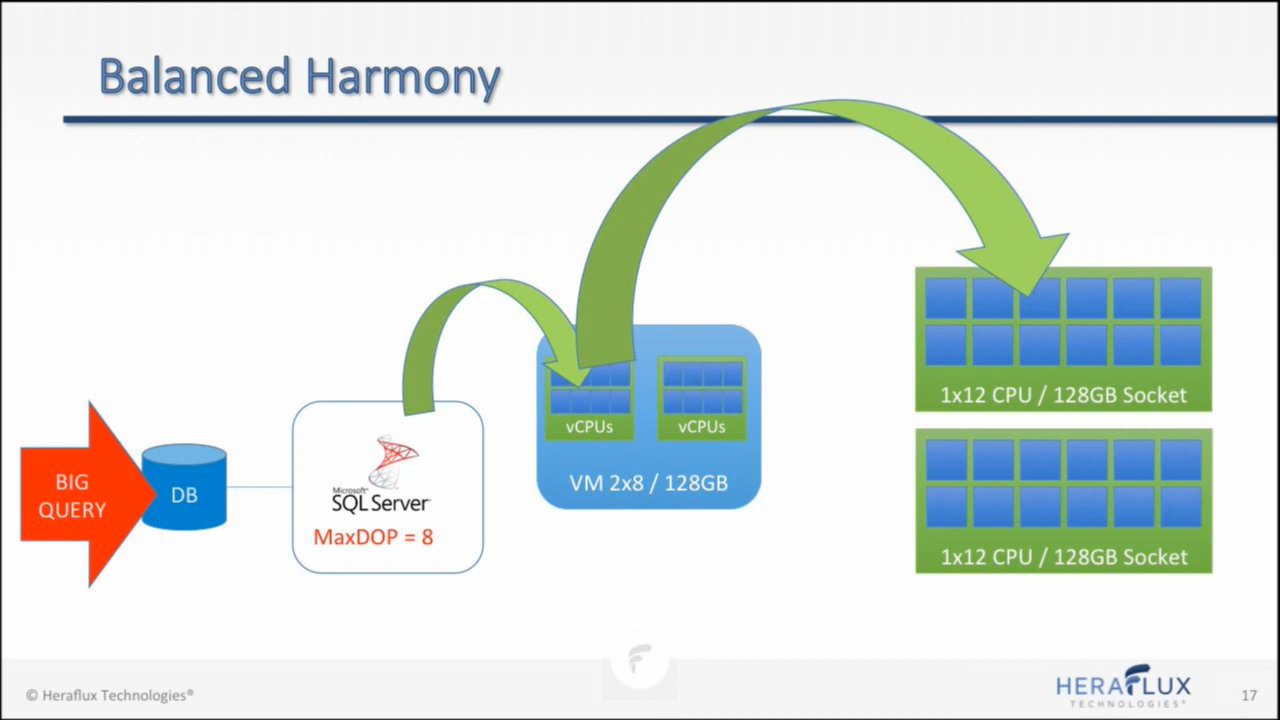 Balanced Harmony
BIG
QUERY
DB
Microsoft®
SQL Server
MaxDOP = 8
vCPUs
vCPUs
VM 2x8 / 128GB
1x12 CPU / 128GB Socket
1x12 CPU / 128GB Socket
© Heraflux Technologies®
HERAFLUX
TECHNOLOGIES®
17